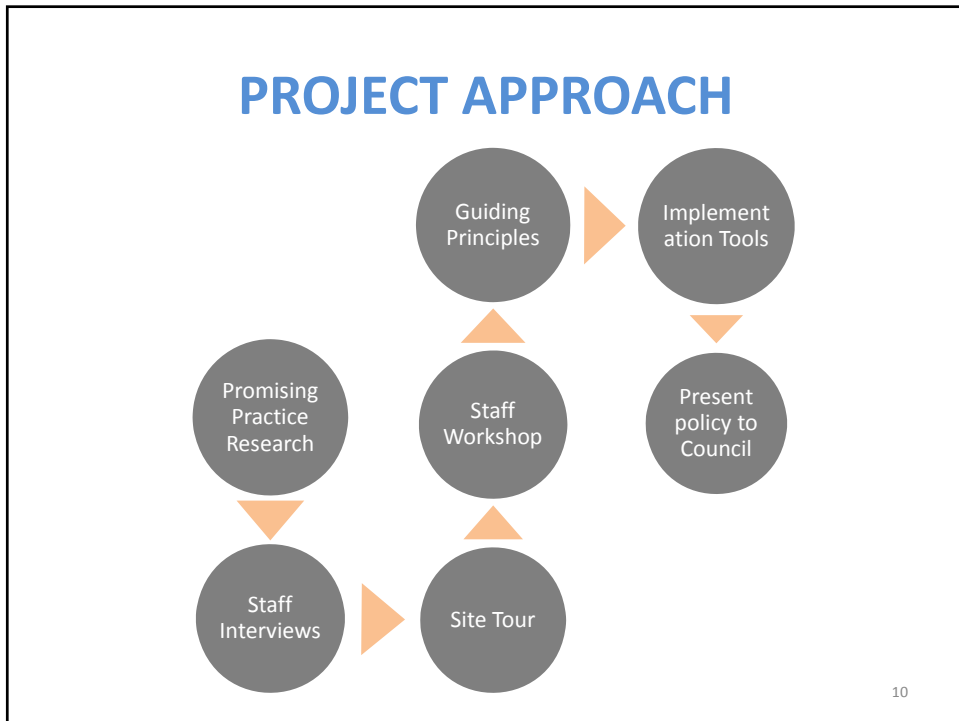 PROJECT APPROACH
Promising
Practice
Research
Staff
Interviews
Site Tour
Staff
Workshop
Guiding
Principles
Implement
ation Tools
Present
policy to
Council
10